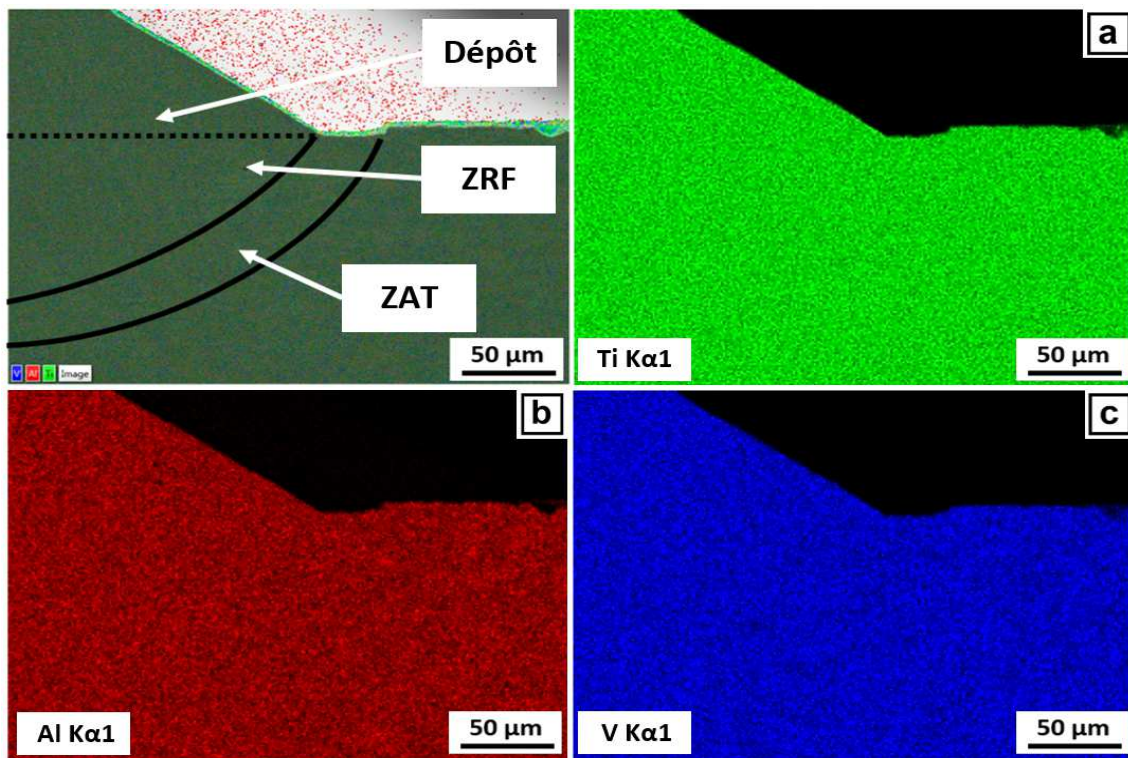 Dépôt
ZRF
ZAT
50 µm
V Al Ti Image
a
Ti Kα1
50 µm
b
Al Kα1
50 µm
c
V Kα1
50 µm